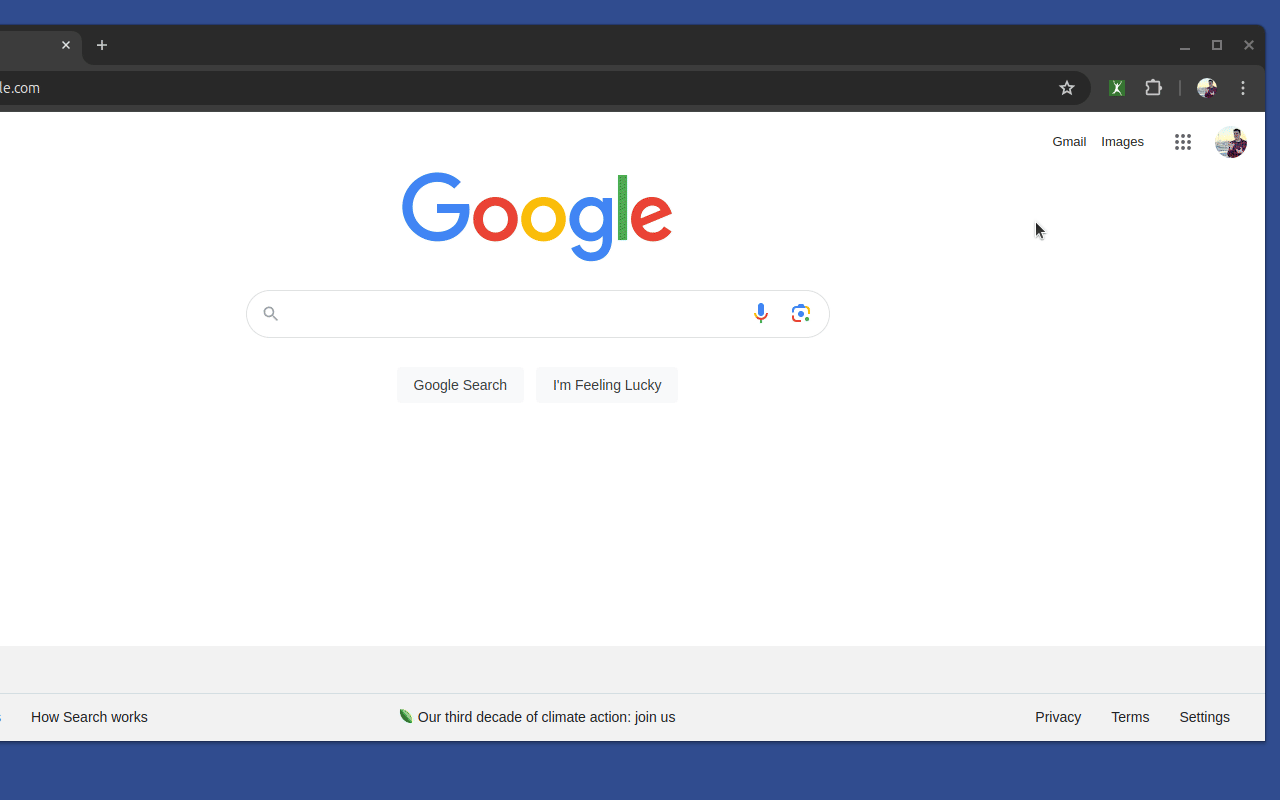 le.com
Gmail Images
Google
Google Search I'm Feeling Lucky
How Search works Our third decade of climate action: join us Privacy Terms Settings